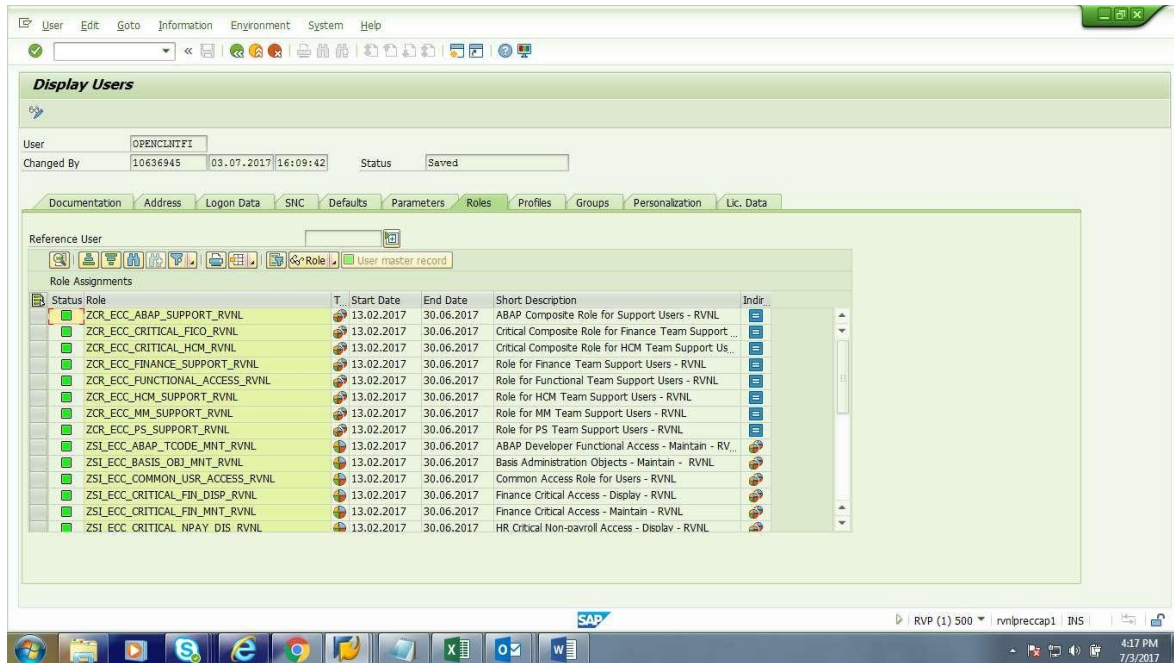 User Edit Goto Information Environment System Help
Display Users
User OPENCLNTFI
Changed By 10636945 03.07.2017 16:09:42 Status Saved
Documentation Address Logon Data SNC Defaults Parameters Roles Profiles Groups Personalization Lic. Data
Reference User
Role User master record
Role Assignments
Status Role T... Start Date End Date Short Description Indir...
ZCR_ECC_ABAP_SUPPORT_RVNL 13.02.2017 30.06.2017 ABAP Composite Role for Support Users - RVNL
ZCR_ECC_CRITICAL_FICO_RVNL 13.02.2017 30.06.2017 Critical Composite Role for Finance Team Support ...
ZCR_ECC_CRITICAL_HCM_RVNL 13.02.2017 30.06.2017 Critical Composite Role for HCM Team Support Us...
ZCR_ECC_FINANCE_SUPPORT_RVNL 13.02.2017 30.06.2017 Role for Finance Team Support Users - RVNL
ZCR_ECC_FUNCTIONAL_ACCESS_RVNL 13.02.2017 30.06.2017 Role for Functional Team Support Users - RVNL
ZCR_ECC_HCM_SUPPORT_RVNL 13.02.2017 30.06.2017 Role for HCM Team Support Users - RVNL
ZCR_ECC_MM_SUPPORT_RVNL 13.02.2017 30.06.2017 Role for MM Team Support Users - RVNL
ZCR_ECC_PS_SUPPORT_RVNL 13.02.2017 30.06.2017 Role for PS Team Support Users - RVNL
ZSI_ECC_ABAP_TCODE_MNT_RVNL 13.02.2017 30.06.2017 ABAP Developer Functional Access - Maintain - RV...
ZSI_ECC_BASIS_OBJ_MNT_RVNL 13.02.2017 30.06.2017 Basis Administration Objects - Maintain - RVNL
ZSI_ECC_COMMON_USR_ACCESS_RVNL 13.02.2017 30.06.2017 Common Access Role for Users - RVNL
ZSI_ECC_CRITICAL_FIN_DISP_RVNL 13.02.2017 30.06.2017 Finance Critical Access - Display - RVNL
ZSI_ECC_CRITICAL_FIN_MNT_RVNL 13.02.2017 30.06.2017 Finance Critical Access - Maintain - RVNL
ZSI_ECC_CRITICAL_NPAY_DIS_RVNL 13.02.2017 30.06.2017 HR Critical Non-payroll Access - Display - RVNL
SAP RVP (1) 500 rvnlpreccap1 INS
4:17 PM
7/3/2017